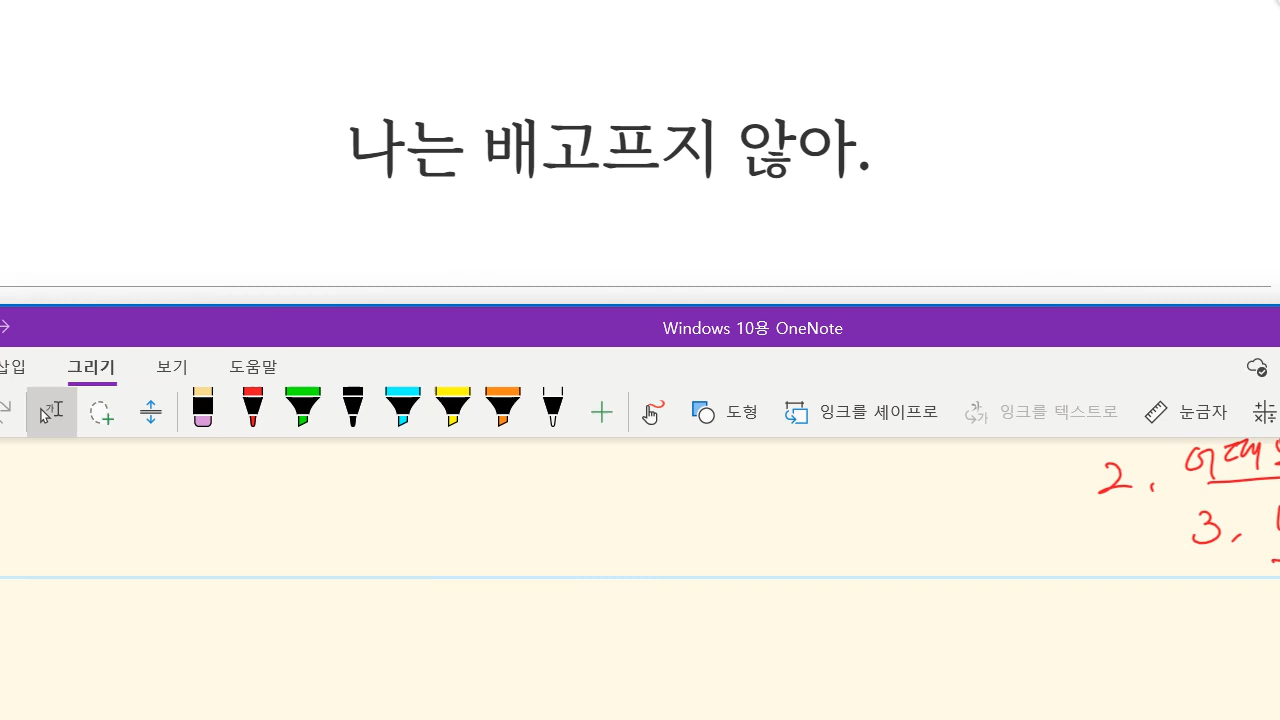 나는 배고프지 않아.
Windows 10용 OneNote
삽입 그리기 보기 도움말
도형 잉크를 셰이프로 잉크를 텍스트로 눈금자
2. 어제
3.